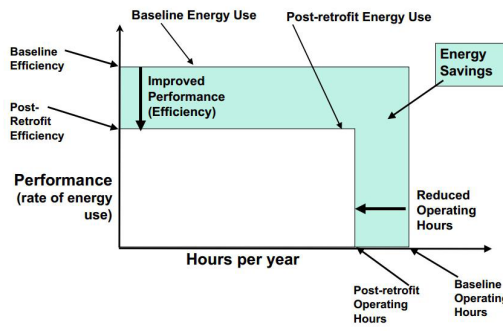 Baseline Energy Use
Post-retrofit Energy Use
Baseline
Efficiency
Energy
Savings
Improved
Performance
(Efficiency)
Post-
Retrofit
Efficiency
Performance
(rate of energy
use)
Reduced
Operating
Hours
Hours per year
Post-retrofit
Operating
Hours
Baseline
Operating
Hours